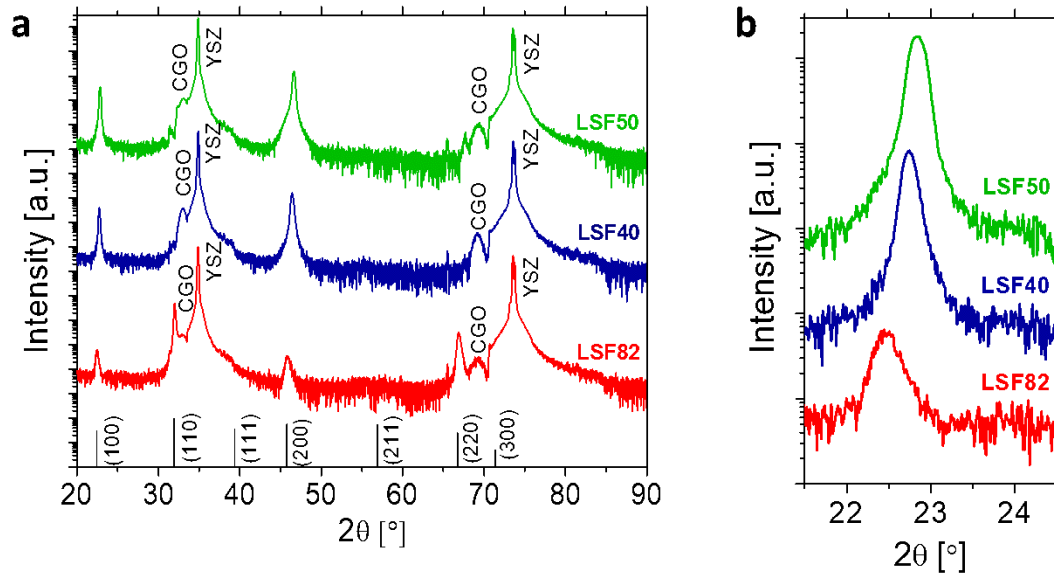 a
Intensity [a.u.]
CGO
YSZ
CGO
YSZ
LSF50
CGO
YSZ
CGO
YSZ
LSF40
CGO
YSZ
CGO
YSZ
LSF82
(100)
(110)
(111)
(200)
(211)
(220)
(300)
20 30 40 50 60 70 80 90
2θ [°]
b
Intensity [a.u.]
LSF50
LSF40
LSF82
22 23 24
2θ [°]